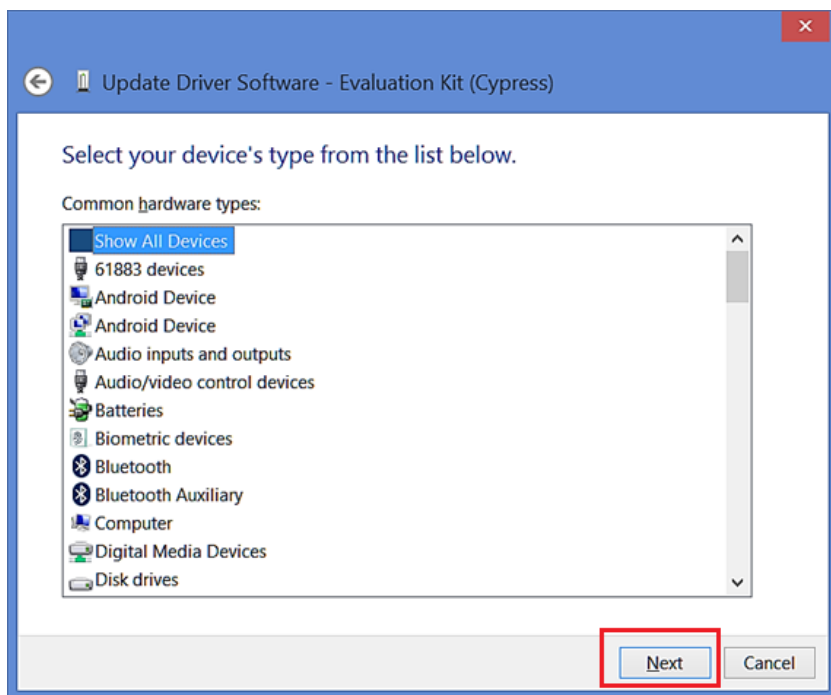 Update Driver Software - Evaluation Kit (Cypress)
Select your device's type from the list below.
Common hardware types:
Show All Devices
61883 devices
Android Device
Android Device
Audio inputs and outputs
Audio/video control devices
Batteries
Biometric devices
Bluetooth
Bluetooth Auxiliary
Computer
Digital Media Devices
Disk drives
Next Cancel